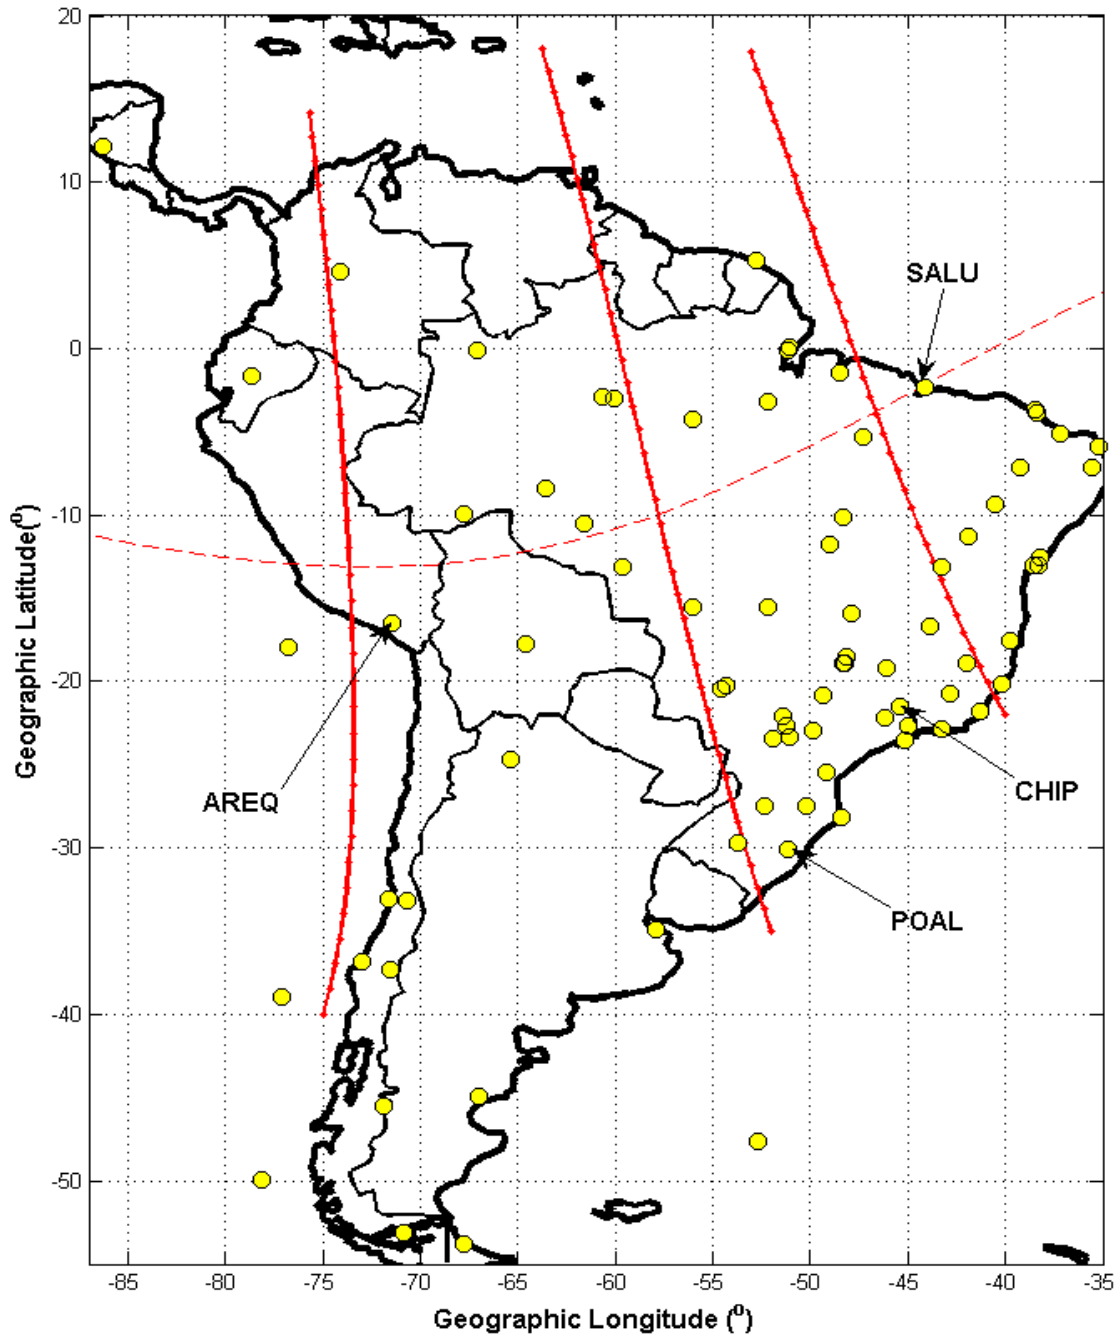 20
10
0
-10
-20
-30
-40
-50
Geographic Latitude(⁰)
SALU
AREQ
CHIP
POAL
-85 -80 -75 -70 -65 -60 -55 -50 -45 -40 -35
Geographic Longitude (⁰)